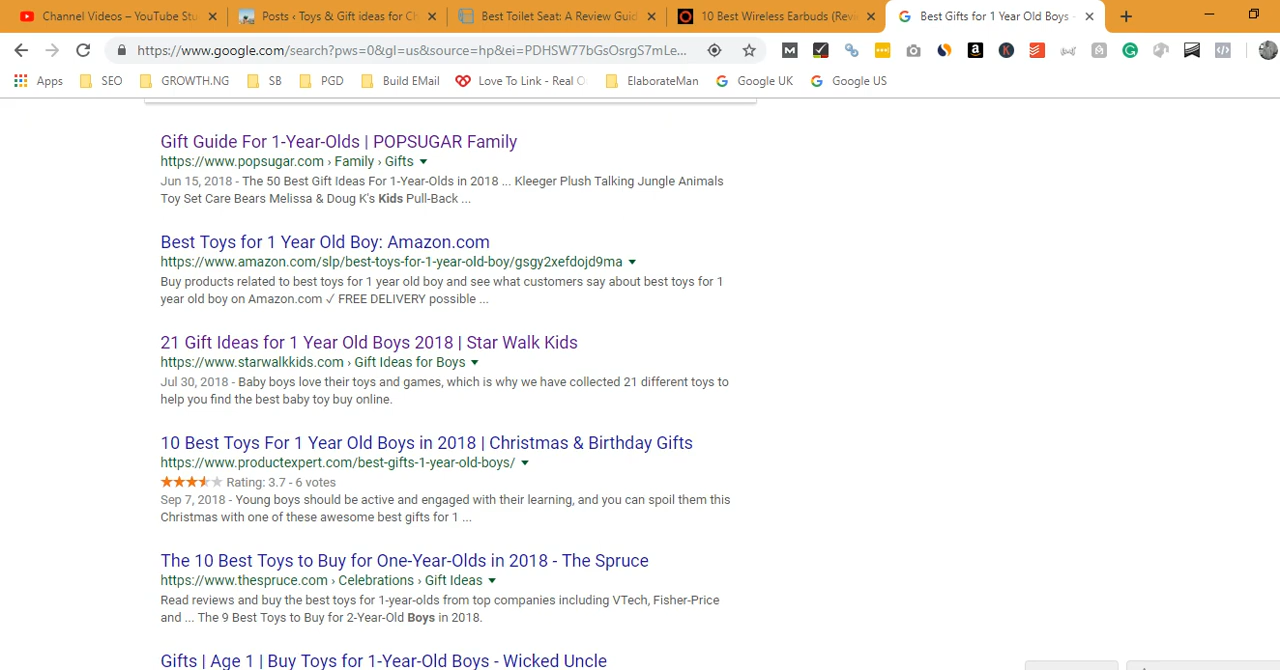 Channel Videos – YouTube Stu
Posts ‹ Toys & Gift ideas for Ch
Best Toilet Seat: A Review Guid
10 Best Wireless Earbuds (Revi
Best Gifts for 1 Year Old Boys -
https://www.google.com/search?pws=0&gl=us&source=hp&ei=PDHSW77bGsOsrgS7mLe...
Apps SEO GROWTH.NG SB PGD Build EMail Love To Link - Real O ElaborateMan Google UK Google US
Gift Guide For 1-Year-Olds | POPSUGAR Family
https://www.popsugar.com › Family › Gifts
Jun 15, 2018 - The 50 Best Gift Ideas For 1-Year-Olds in 2018 ... Kleeger Plush Talking Jungle Animals
Toy Set Care Bears Melissa & Doug K's Kids Pull-Back ...
Best Toys for 1 Year Old Boy: Amazon.com
https://www.amazon.com/slp/best-toys-for-1-year-old-boy/gsgy2xefdojd9ma
Buy products related to best toys for 1 year old boy and see what customers say about best toys for 1
year old boy on Amazon.com ✓ FREE DELIVERY possible ...
21 Gift Ideas for 1 Year Old Boys 2018 | Star Walk Kids
https://www.starwalkkids.com › Gift Ideas for Boys
Jul 30, 2018 - Baby boys love their toys and games, which is why we have collected 21 different toys to
help you find the best baby toy buy online.
10 Best Toys For 1 Year Old Boys in 2018 | Christmas & Birthday Gifts
https://www.productexpert.com/best-gifts-1-year-old-boys/
Rating: 3.7 - 6 votes
Sep 7, 2018 - Young boys should be active and engaged with their learning, and you can spoil them this
Christmas with one of these awesome best gifts for 1 ...
The 10 Best Toys to Buy for One-Year-Olds in 2018 - The Spruce
https://www.thespruce.com › Celebrations › Gift Ideas
Read reviews and buy the best toys for 1-year-olds from top companies including VTech, Fisher-Price
and ... The 9 Best Toys to Buy for 2-Year-Old Boys in 2018.
Gifts | Age 1 | Buy Toys for 1-Year-Old Boys - Wicked Uncle